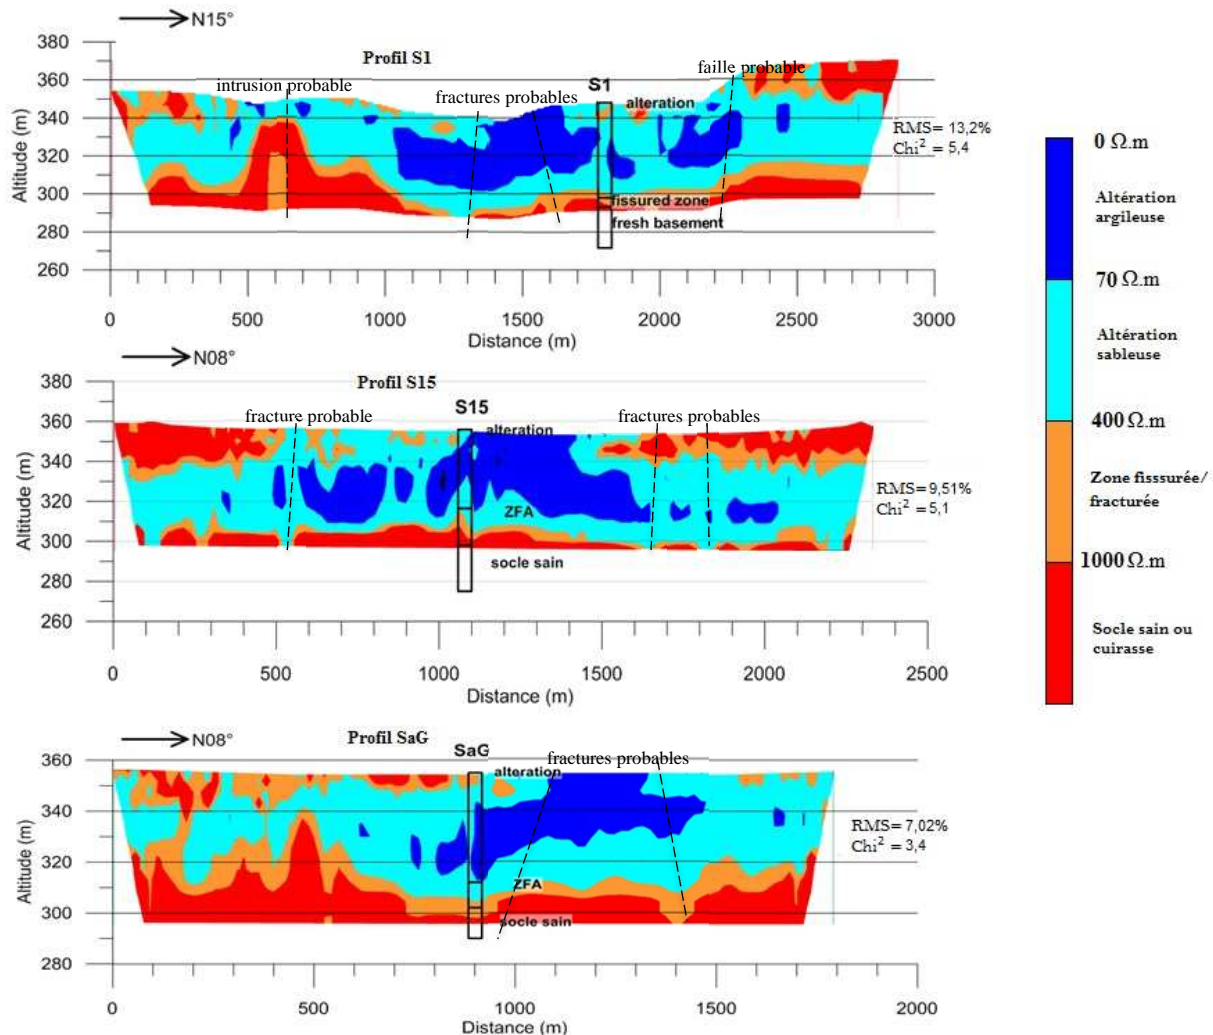 N15°
Profil S1
380
360
340
320
300
280
260
Altitude (m)
intrusion probable
fractures probables
S1
faille probable
alteration
fissured zone
fresh basement
RMS= 13,2%
Chi² = 5,4
0
500
1000
1500
2000
2500
3000
Distance (m)
N08°
Profil S15
380
360
340
320
300
280
260
Altitude (m)
fracture probable
S15
fractures probables
alteration
ZFA
socle sain
RMS=9,51%
Chi² = 5,1
0
500
1000
1500
2000
2500
Distance (m)
N08°
Profil SaG
360
340
320
300
280
Altitude (m)
SaG
fractures probables
alteration
ZFA
socle sain
RMS= 7,02%
Chi² = 3,4
0
500
1000
1500
2000
Distance (m)
0 Ω.m
Altération
argileuse
70 Ω.m
Altération
sableuse
400 Ω.m
Zone fisssurée/
fracturée
1000 Ω.m
Socle sain ou
cuirasse